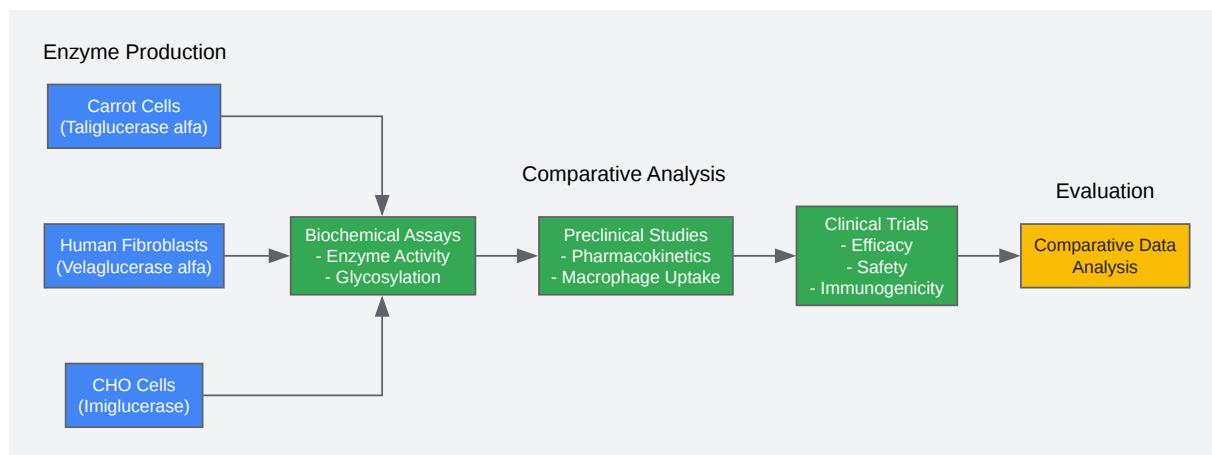 Enzyme Production
Carrot Cells
(Taliglucerase alfa)
Human Fibroblasts
(Velaglucerase alfa)
CHO Cells
(Imiglucerase)
Comparative Analysis
Biochemical Assays
- Enzyme Activity
- Glycosylation
Preclinical Studies
- Pharmacokinetics
- Macrophage Uptake
Clinical Trials
- Efficacy
- Safety
- Immunogenicity
Evaluation
Comparative Data
Analysis